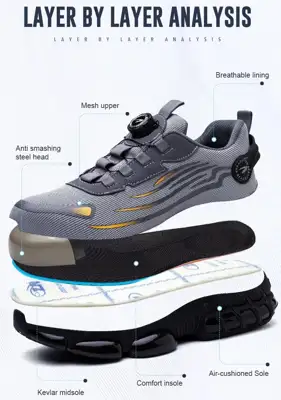 LAYER BY LAYER ANALYSIS
LAYER BY LAYER ANALYSIS
Breathable lining
Mesh upper
Anti smashing
steel head
Air-cushioned Sole
Comfort insole
Kevlar midsole